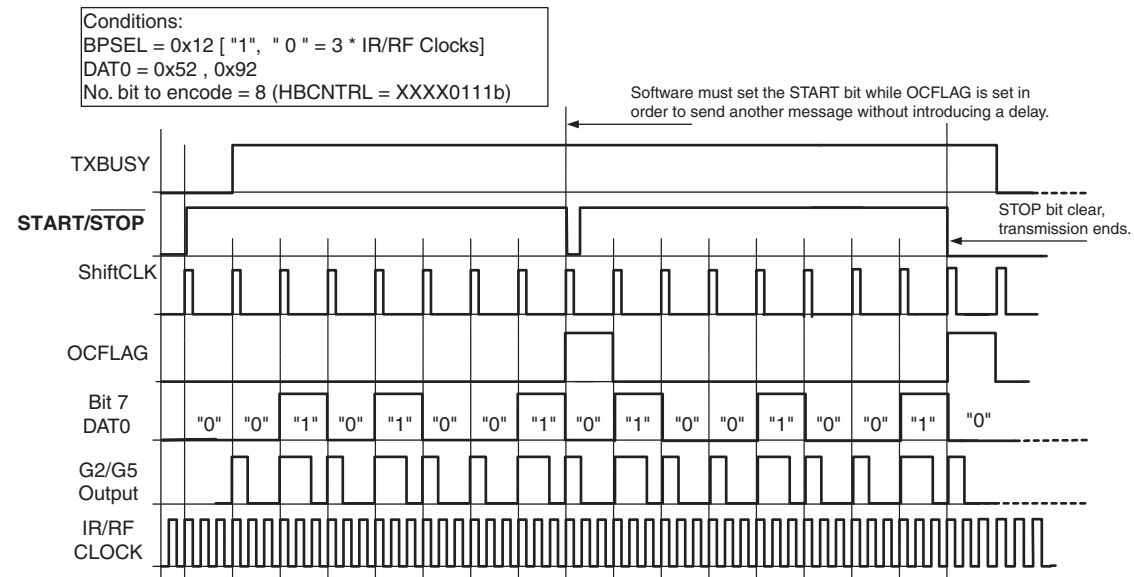 Conditions:
BPSEL = 0x12 [ "1", " 0 " = 3 * IR/RF Clocks]
DAT0 = 0x52 , 0x92
No. bit to encode = 8 (HBCNTRL = XXXX0111b)
Software must set the START bit while OCFLAG is set in
order to send another message without introducing a delay.
TXBUSY
START/STOP
STOP bit clear,
transmission ends.
ShiftCLK
OCFLAG
Bit 7
DAT0
"0" "0" "1" "0" "1" "0" "0" "1" "0" "1" "0" "0" "1" "0" "0" "1" "0"
G2/G5
Output
IR/RF
CLOCK